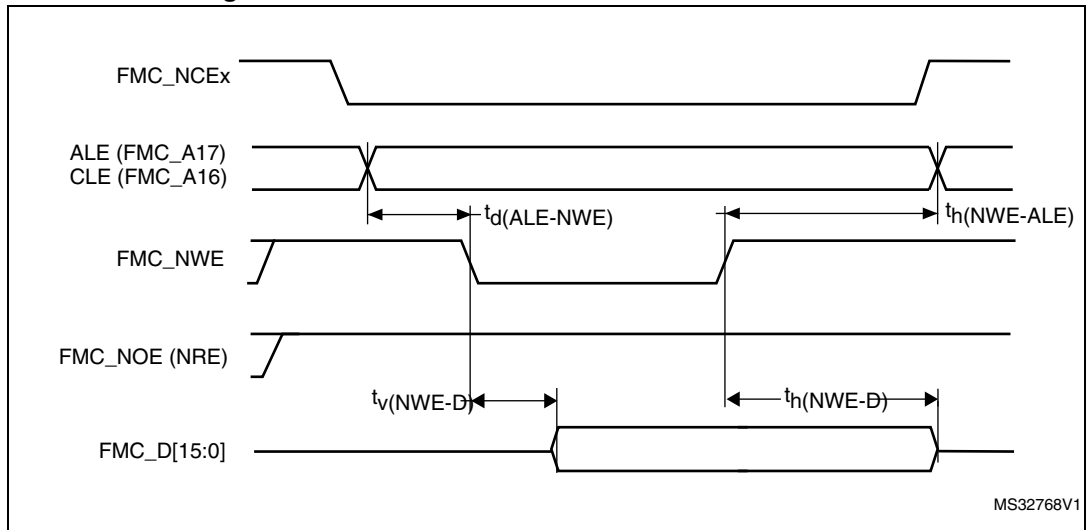 FMC_NCEx
ALE (FMC_A17)
CLE (FMC_A16)
td(ALE-NWE)
th(NWE-ALE)
FMC_NWE
FMC_NOE (NRE)
tv(NWE-D)
th(NWE-D)
FMC_D[15:0]
MS32768V1